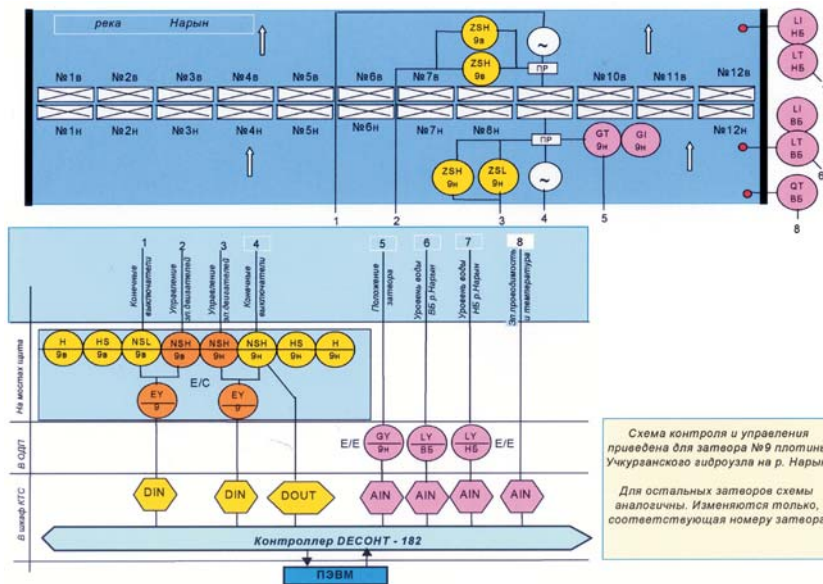 река Нарын
ZSH
9в
ZSH
9в
~
ПР
LI
НБ
LT
НБ
№1в №2в №3в №4в №5в №6в №7в №10в №11в №12в
№1н №2н №3н №4н №5н №6н №7н №8н №12н
ПР
GT
9н
GI
9н
LI
ВБ
LT
ВБ
6
ZSH
9н
ZSL
9н
~
QT
ВБ
1 2 3 4 5 8
1 2 3 4 5 6 7 8
Конечные
выключатели
Управление
эл.двигателей
Управление
эл.двигателей
Конечные
выключатели
Положение
затвора
Уровень воды
ВБ р.Нарын
Уровень воды
НБ р.Нарын
Эл.проводимость
и температура
На мостах щита
H
9в
HS
9в
NSL
9в
NSH
9в
NSH
9н
NSH
9н
HS
9н
H
9н
E/C
EY
9
EY
9
В ОДП
E/E
GY
9н
LY
ВБ
LY
НБ
E/E
В шкаф КТС
DIN DIN DOUT AIN AIN AIN AIN
Контроллер DECOHT - 182
ПЭВМ
Схема контроля и управления
приведена для затвора №9 плотины
Учкурганского гидроузла на р. Нарын
Для остальных затворов схемы
аналогичны. Изменяются только,
соответствующая номеру затвора